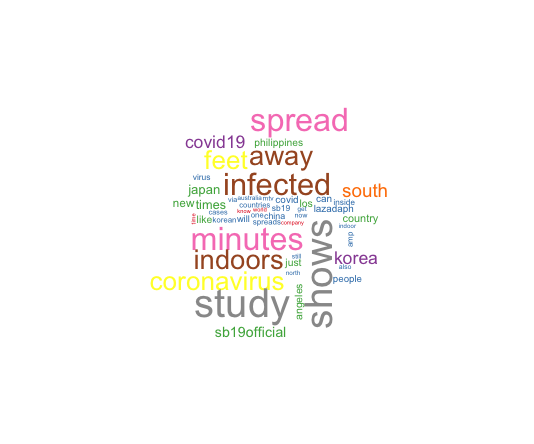 spread
covid19
philippines
feet
away
virus
infected
japan
south
new
times
via
australia
mtv
covid
los
can
inside
countries
cases
know
world
sb19
get
now
lazadaph
time
like
korean
will
one
china
country
spreads
company
indoor
minutes
shows
amp
indoors
just
still
korea
also
north
coronavirus
people
study
angeles
sb19official